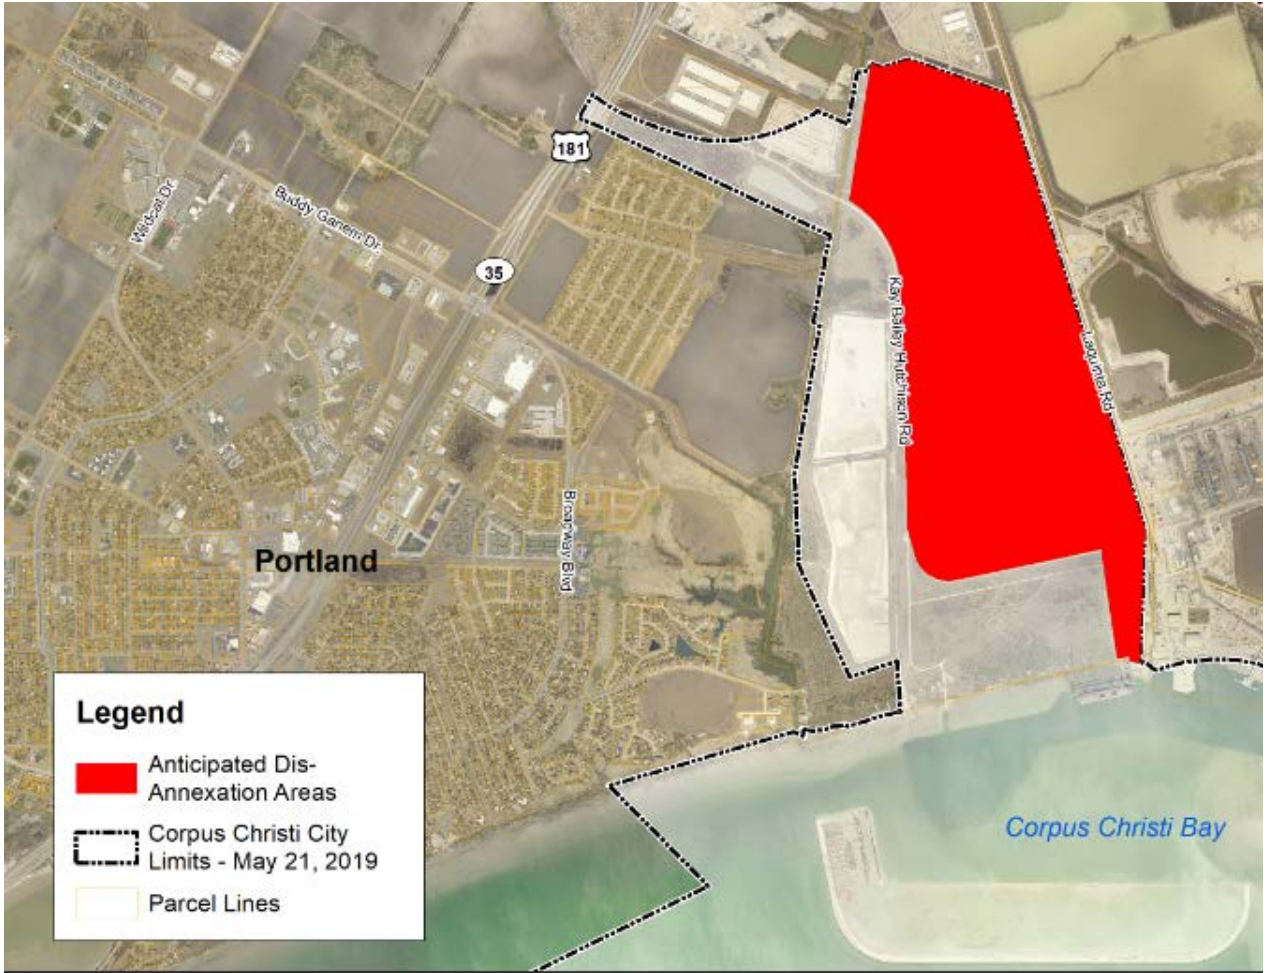 181
Wildcat Dr.
Buddy Ganem Dr.
35
Kay Bailey Hutchison Rd
Laquinta Rd
Broadway Blvd
Portland
Legend
Anticipated Dis-
Annexation Areas
Corpus Christi City
Limits - May 21, 2019
Parcel Lines
Corpus Christi Bay